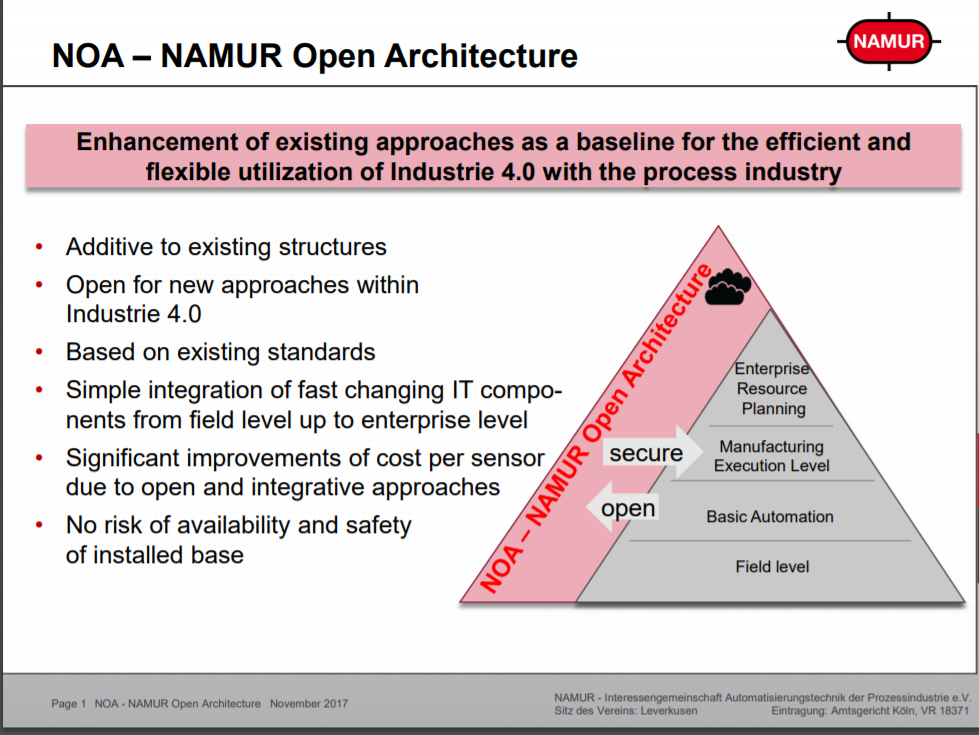 NOA – NAMUR Open Architecture
NAMUR
Enhancement of existing approaches as a baseline for the efficient and
flexible utilization of Industrie 4.0 with the process industry
• Additive to existing structures
• Open for new approaches within
Industrie 4.0
• Based on existing standards
• Simple integration of fast changing IT compo-
nents from field level up to enterprise level
• Significant improvements of cost per sensor
due to open and integrative approaches
• No risk of availability and safety
of installed base
NOA – NAMUR Open Architecture
secure
open
Enterprise
Resource
Planning
Manufacturing
Execution Level
Basic Automation
Field level
Page 1 NOA - NAMUR Open Architecture November 2017
NAMUR - Interessengemeinschaft Automatisierungstechnik der Prozessindustrie e.V.
Sitz des Vereins: Leverkusen Eintragung: Amtsgericht Köln, VR 18371